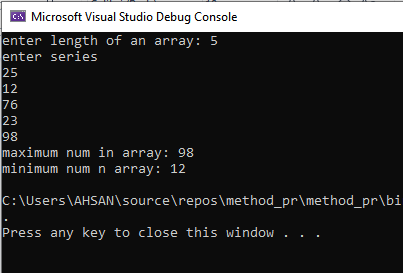 Microsoft Visual Studio Debug Console
enter length of an array: 5
enter series
25
12
76
23
98
maximum num in array: 98
minimum num n array: 12
C:\Users\AHSAN\source\repos\method_pr\method_pr\bi
.
Press any key to close this window . . .